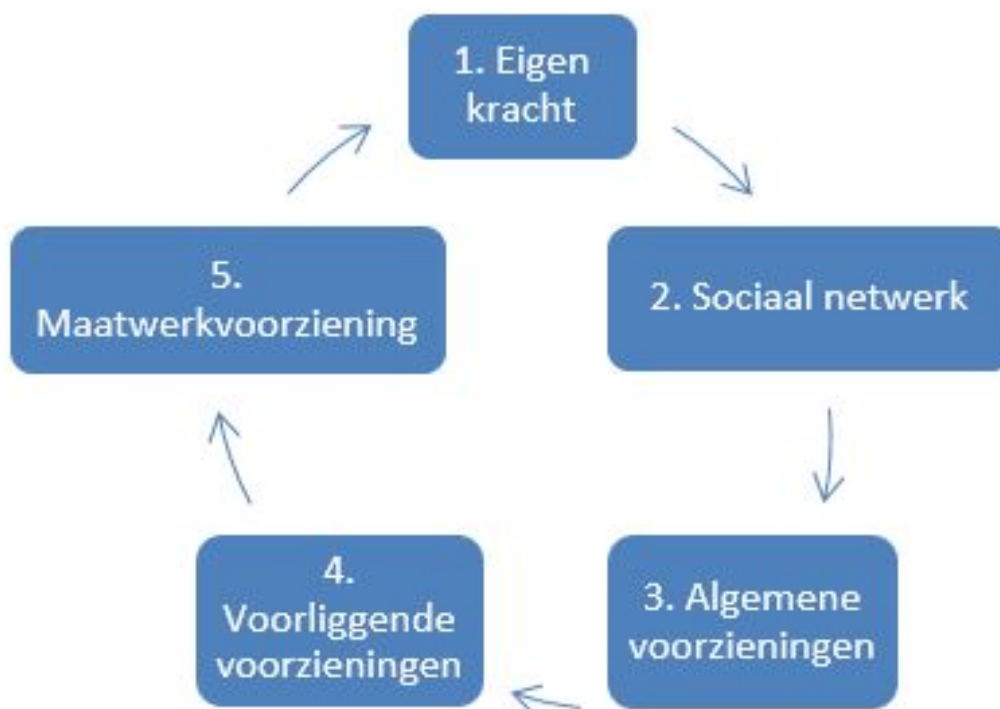 1. Eigen
kracht
2. Sociaal netwerk
3. Algemene
voorzieningen
4.
Voorliggende
voorzieningen
5.
Maatwerkvoorziening